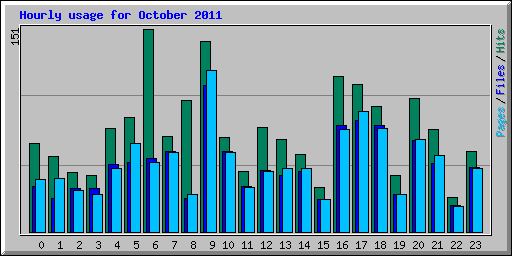 Hourly usage for October 2011
151
Pages / Files / Hits
0 1 2 3 4 5 6 7 8 9 10 11 12 13 14 15 16 17 18 19 20 21 22 23